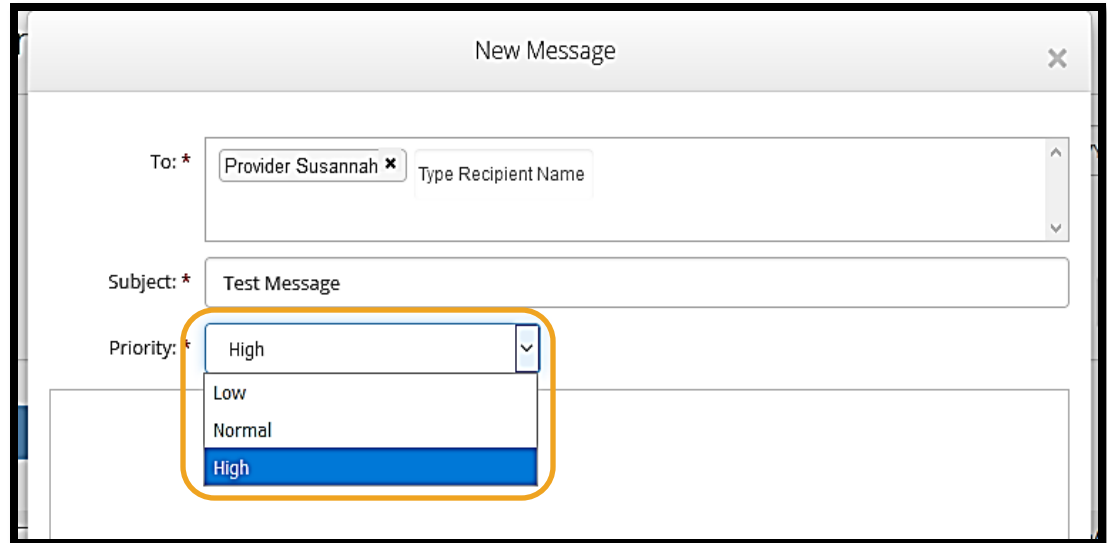 New Message ×
To: * Provider Susannah × Type Recipient Name
Subject: * Test Message
Priority: * High
Low
Normal
High